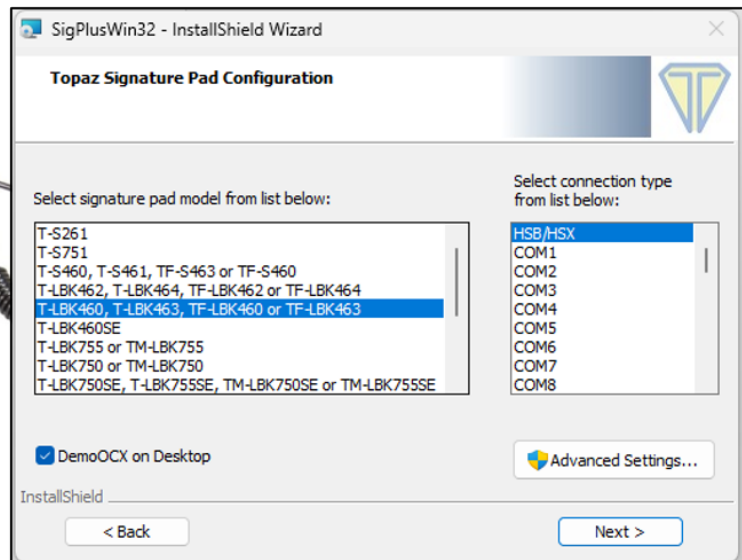 SigPlusWin32 - InstallShield Wizard
Topaz Signature Pad Configuration
Select signature pad model from list below:
T-S261
T-S751
T-S460, T-S461, TF-S463 or TF-S460
T-LBK462, T-LBK464, TF-LBK462 or TF-LBK464
T-LBK460, T-LBK463, TF-LBK460 or TF-LBK463
T-LBK460SE
T-LBK755 or TM-LBK755
T-LBK750 or TM-LBK750
T-LBK750SE, T-LBK755SE, TM-LBK750SE or TM-LBK755SE
Select connection type
from list below:
HSB/HSX
COM1
COM2
COM3
COM4
COM5
COM6
COM7
COM8
DemoOCX on Desktop
Advanced Settings...
InstallShield
< Back
Next >